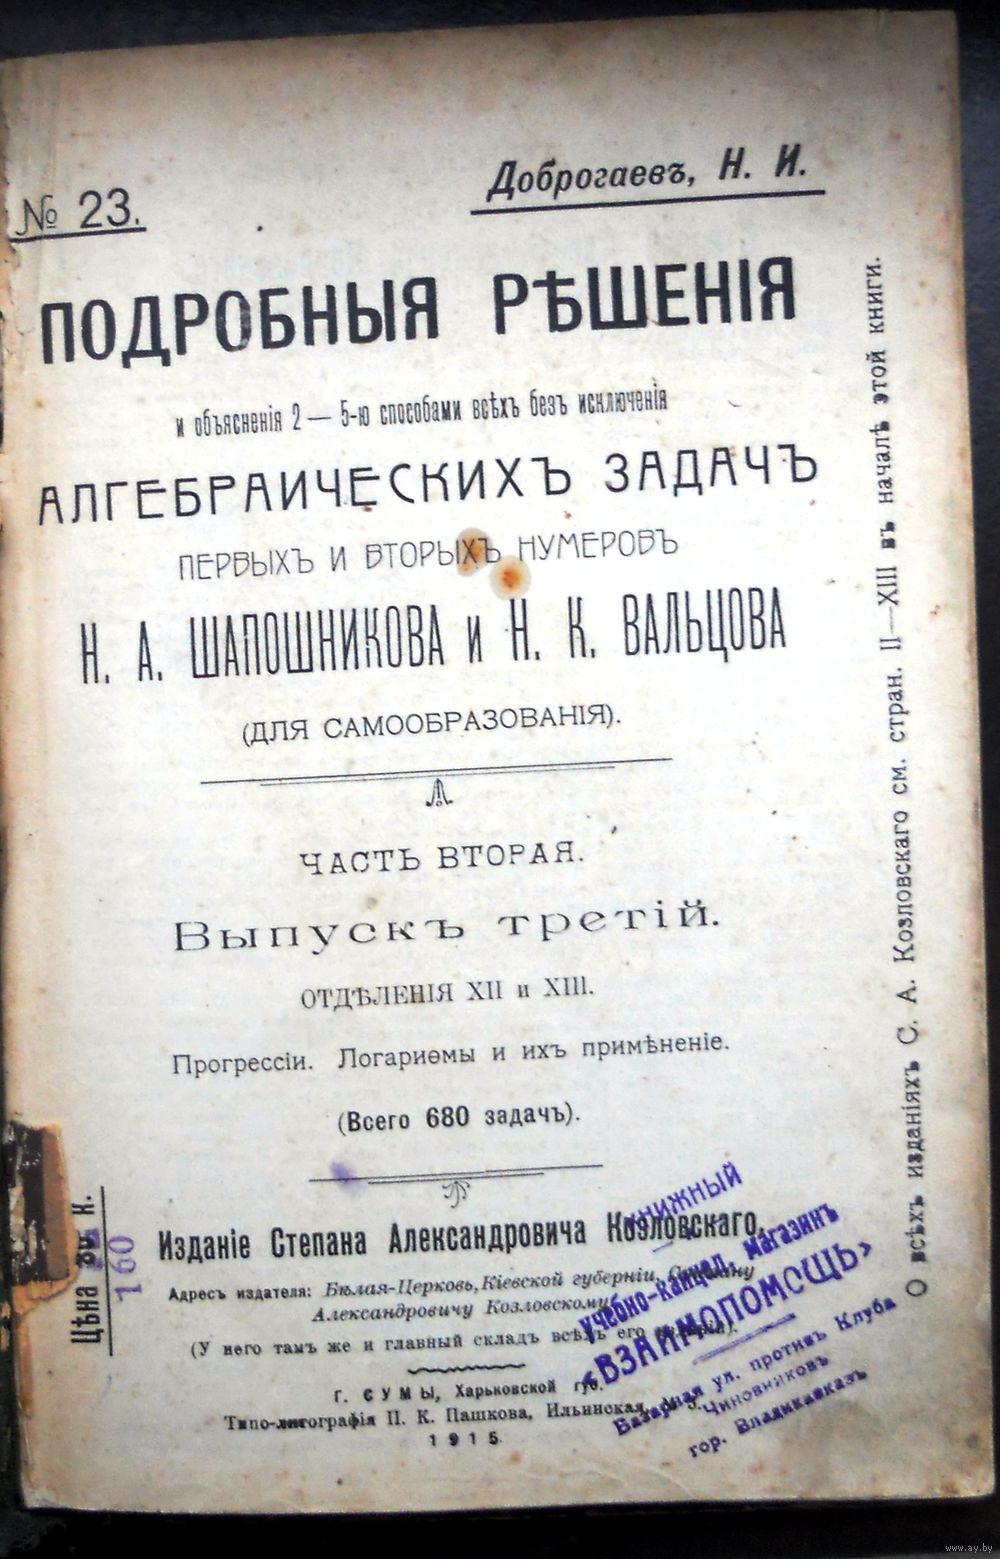 № 23.
Доброгаевъ, Н. И.
ПОДРОБНЫЯ РѢШЕНІЯ
и объясненія 2 — 5-ю способами всѣхъ безъ исключенія
АЛГЕБРАИЧЕСКИХЪ ЗАДАЧЪ
ПЕРВЫХЪ И ВТОРЫХЪ НУМЕРОВЪ
Н. А. ШАПОШНИКОВА и Н. К. ВАЛЬЦОВА
(ДЛЯ САМООБРАЗОВАНІЯ).
ЧАСТЬ ВТОРАЯ.
Выпускъ третій.
ОТДѢЛЕНІЯ XII и XIII.
Прогрессіи. Логариѳмы и ихъ примѣненіе.
(Всего 680 задачъ).
Изданіе Степана Александровича Козловскаго.
Адресъ издателя: Бѣлая-Церковь, Кіевской губерніи,
Александровичу Козловскому
(У него тамъ же и главный складъ всѣхъ его
г. СУМЫ, Харьковской губ.
Типо-литографія П. К. Пашкова, Ильинская,
1915
Цѣна к.
160
О всѣхъ изданіяхъ С. А. Козловскаго см. стран. II—XIII въ началѣ этой книги.
книжный
учебно-канцел. магазинъ
«ВЗАИМОПОМОЩЬ»
Базарная ул. противъ Клуба
Чиновниковъ
гор. Владикавказъ
www.ay.by